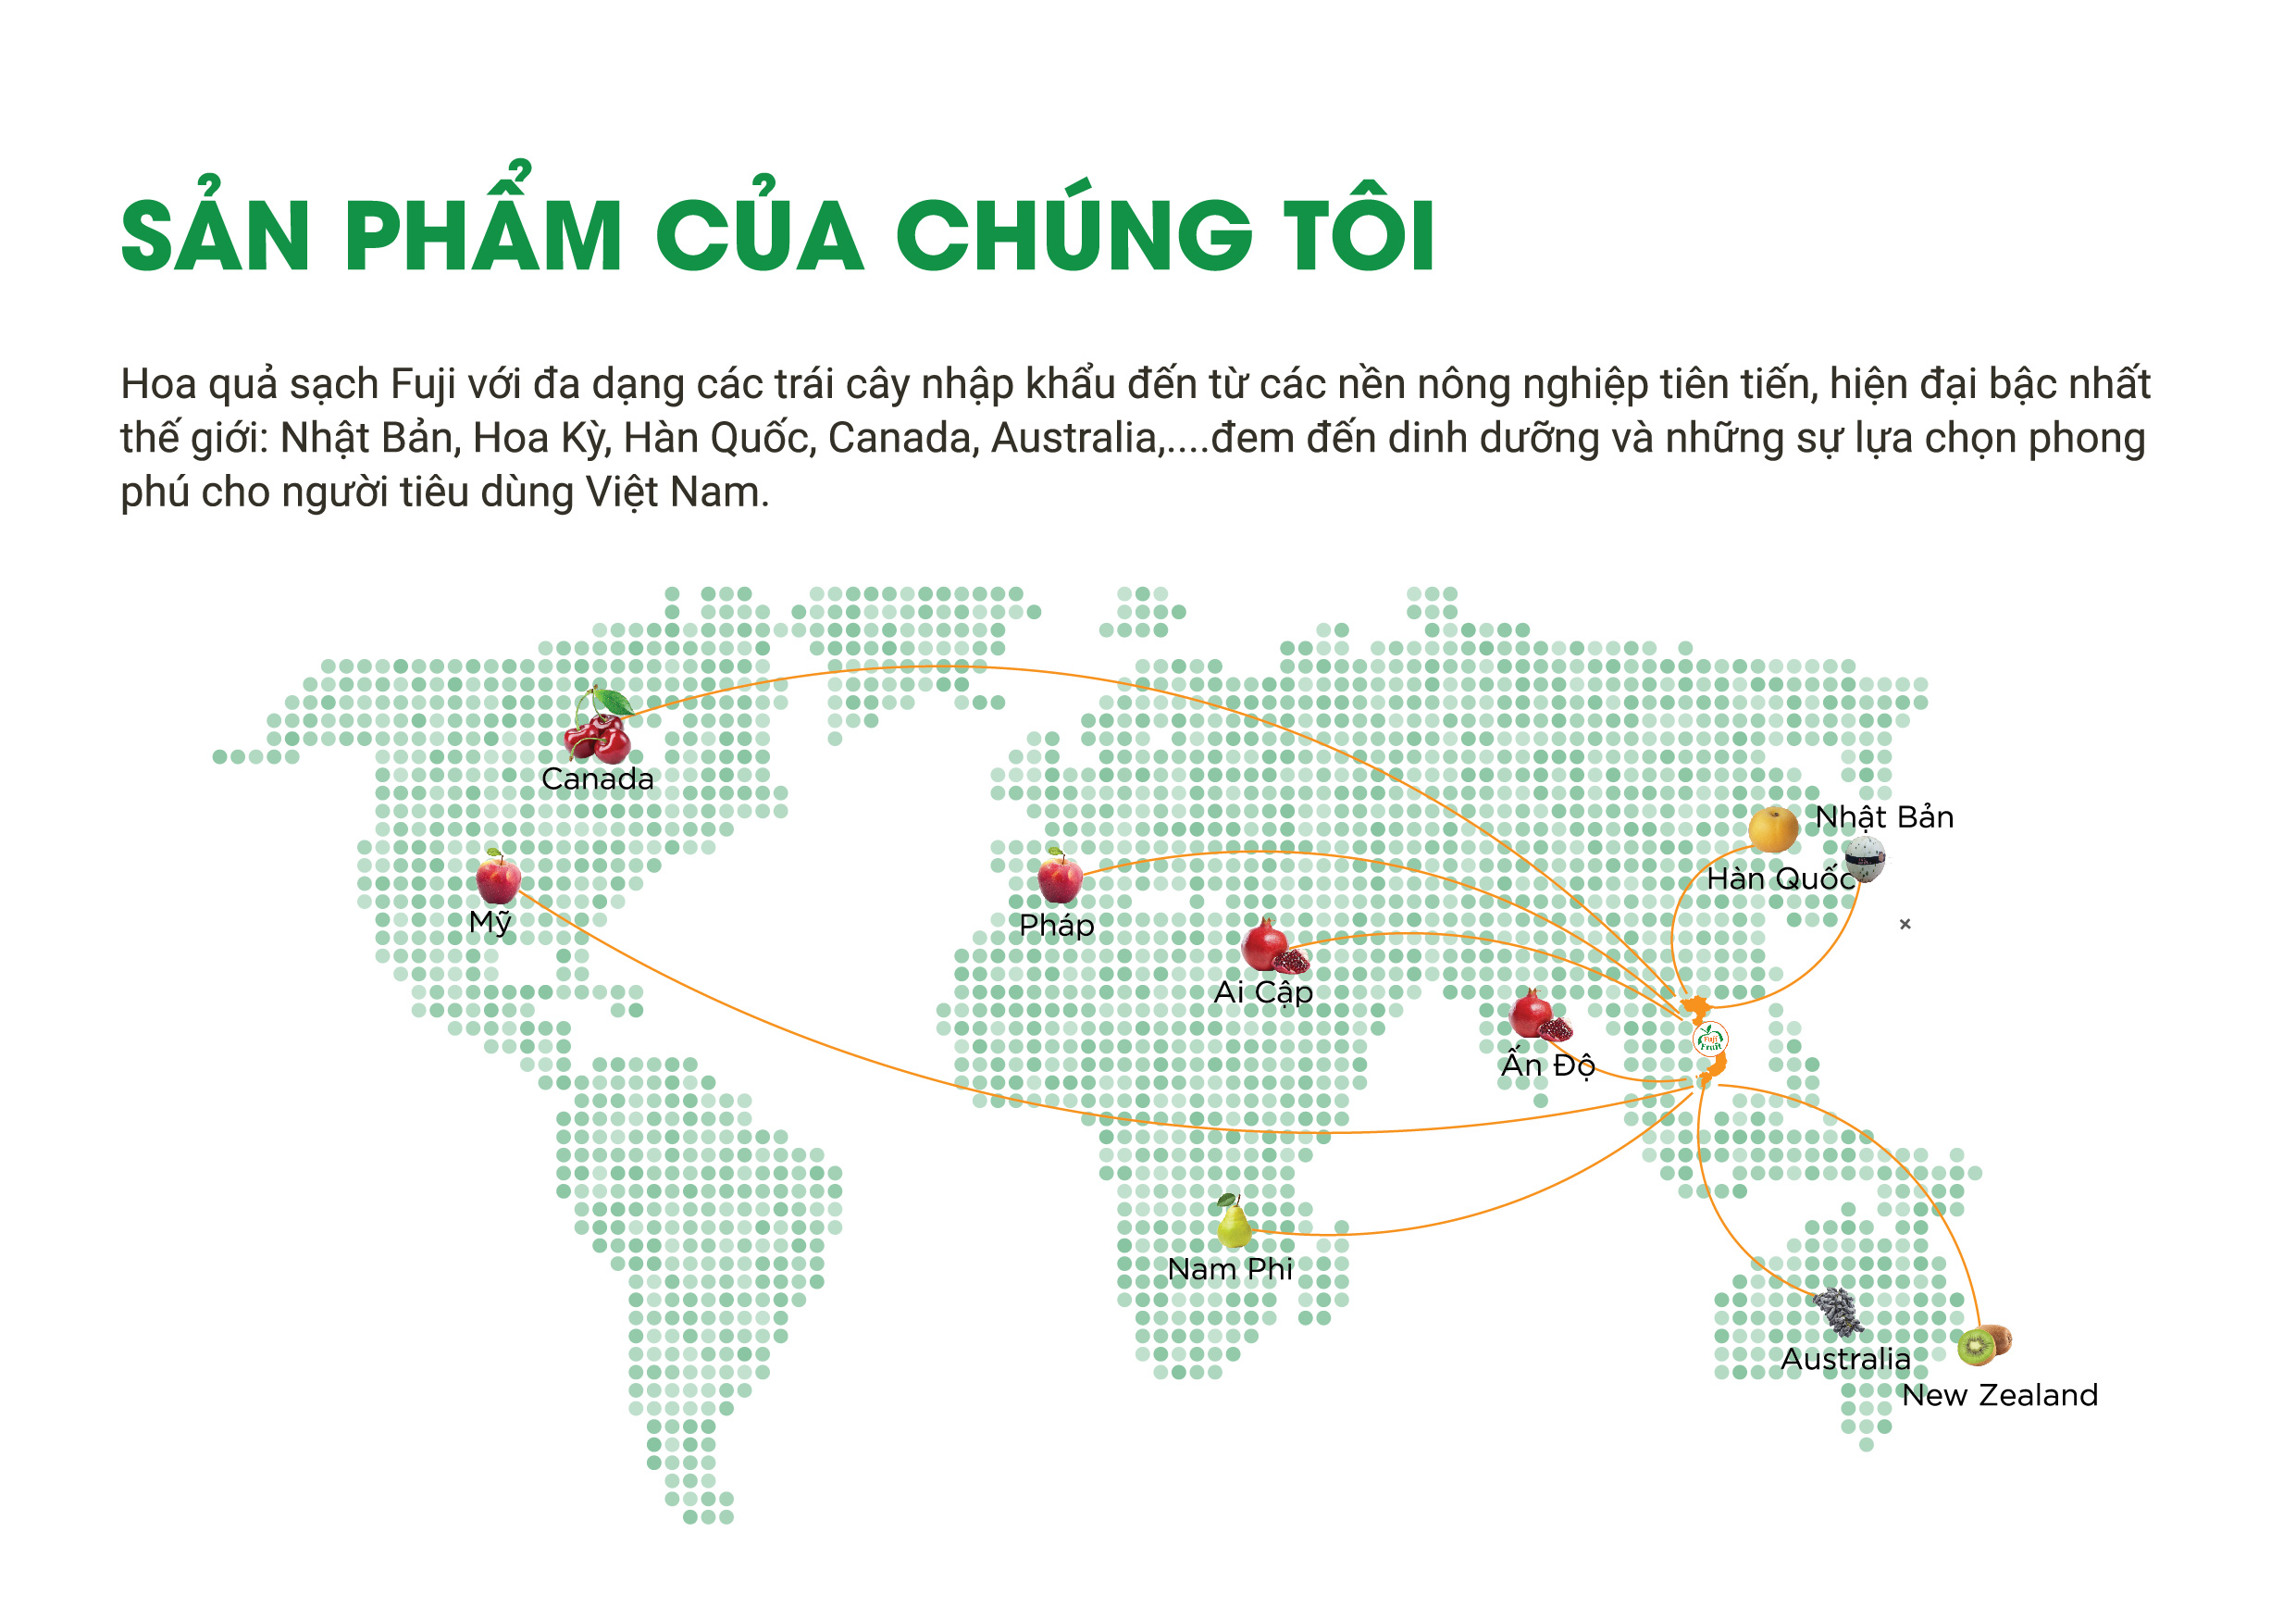 SẢN PHẨM CỦA CHÚNG TÔI
Hoa quả sạch Fuji với đa dạng các trái cây nhập khẩu đến từ các nền nông nghiệp tiên tiến, hiện đại bậc nhất
thế giới: Nhật Bản, Hoa Kỳ, Hàn Quốc, Canada, Australia,....đem đến dinh dưỡng và những sự lựa chọn phong
phú cho người tiêu dùng Việt Nam.
Canada
Nhật Bản
Hàn Quốc
Mỹ
Pháp
Ai Cập
Fuji
Fruit
Ấn Độ
Nam Phi
Australia
New Zealand